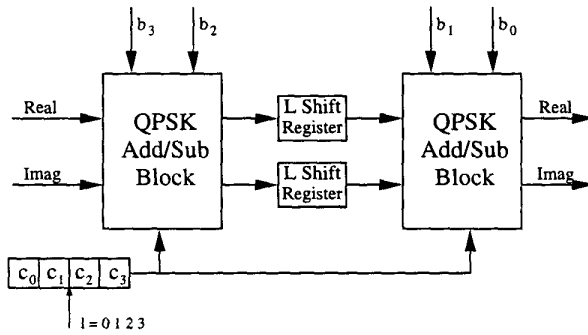 b3 b2 b1 b0
Real
QPSK
Add/Sub
Block
L Shift
Register
QPSK
Add/Sub
Block
Real
Imag
L Shift
Register
Imag
c0 c1 c2 c3
l = 0 1 2 3